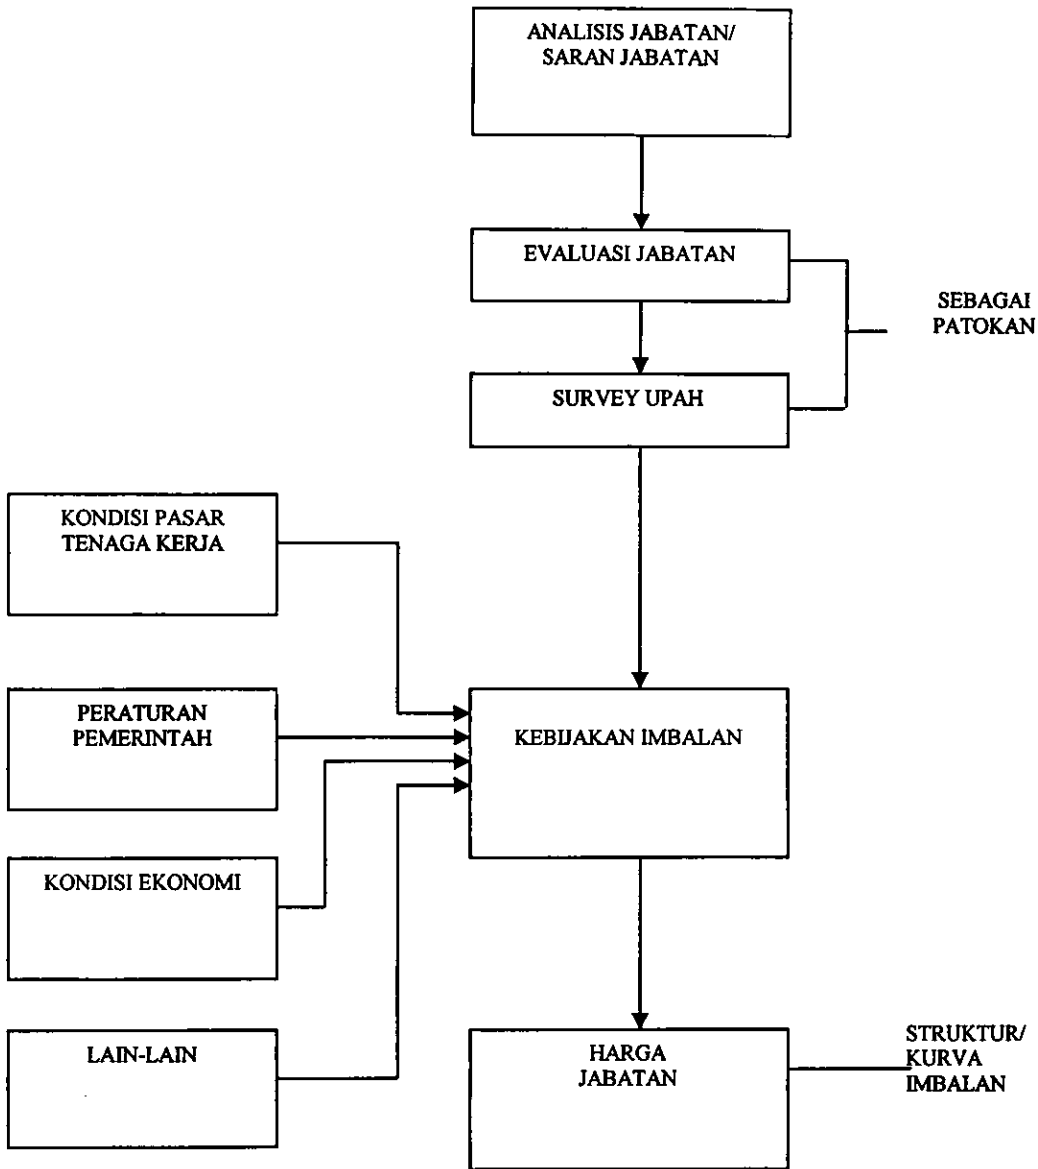 ANALISIS JABATAN/
SARAN JABATAN
EVALUASI JABATAN
SEBAGAI
PATOKAN
SURVEY UPAH
KONDISI PASAR
TENAGA KERJA
PERATURAN
PEMERINTAH
KEBIJAKAN IMBALAN
KONDISI EKONOMI
LAIN-LAIN
HARGA
JABATAN
STRUKTUR/
KURVA
IMBALAN